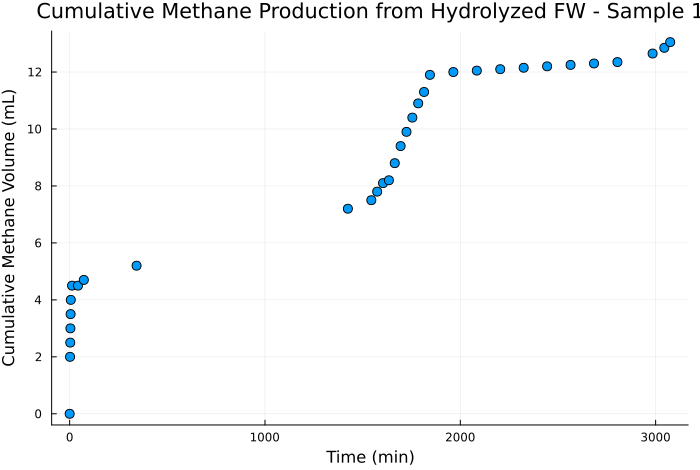 Cumulative Methane Production from Hydrolyzed FW - Sample 1
Cumulative Methane Volume (mL)
12
10
8
6
4
2
0
0 1000 2000 3000
Time (min)